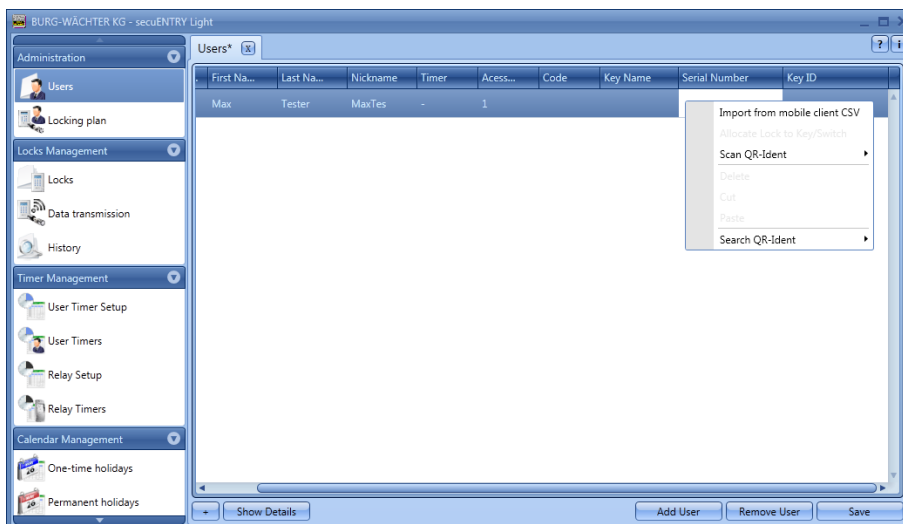 BURG-WÄCHTER KG - secuENTRY Light
Administration
Users
Locking plan
Locks Management
Locks
Data transmission
History
Timer Management
User Timer Setup
User Timers
Relay Setup
Relay Timers
Calendar Management
One-time holidays
Permanent holidays
Users* x
? i
. First Na... Last Na... Nickname Timer Acess... Code Key Name Serial Number Key ID
Max Tester MaxTes - 1
Import from mobile client CSV
Allocate Lock to Key/Switch
Scan QR-Ident
Delete
Cut
Paste
Search QR-Ident
+ Show Details Add User Remove User Save